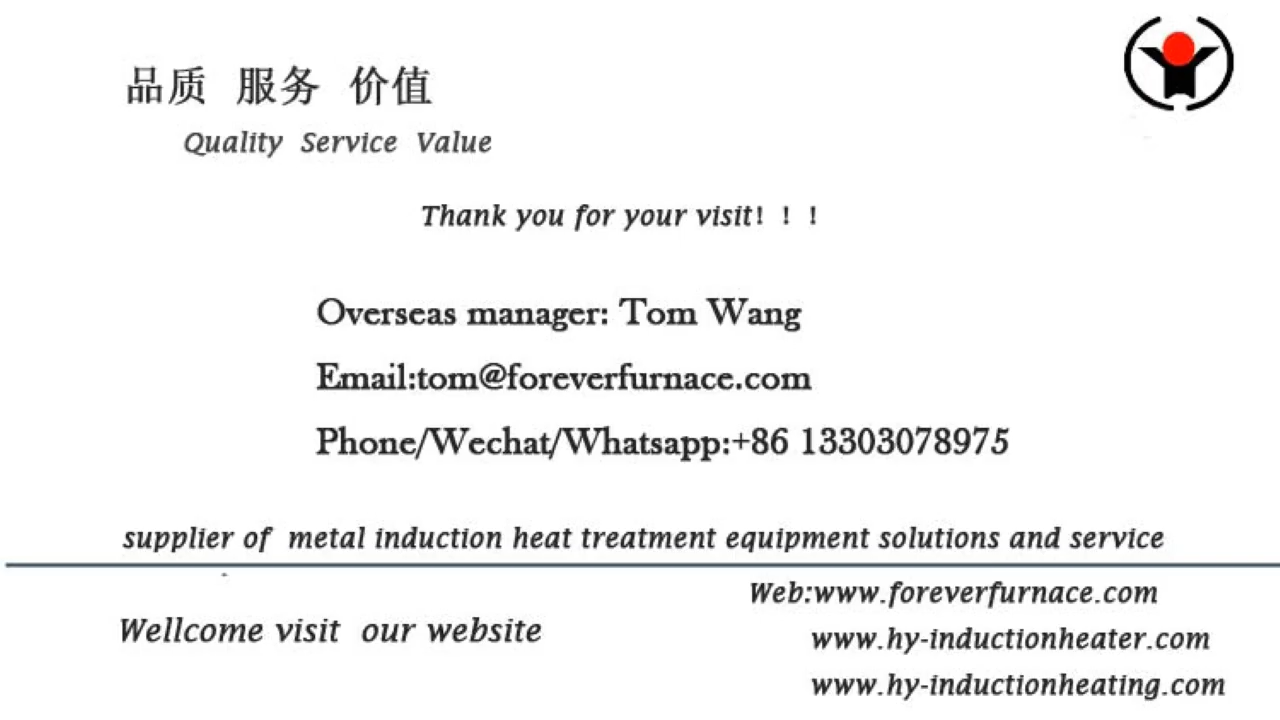 品质 服务 价值
Quality Service Value
Thank you for your visit！！！
Overseas manager: Tom Wang
Email:tom@foreverfurnace.com
Phone/Wechat/Whatsapp:+86 13303078975
supplier of metal induction heat treatment equipment solutions and service
Web:www.foreverfurnace.com
Wellcome visit our website
www.hy-inductionheater.com
www.hy-inductionheating.com